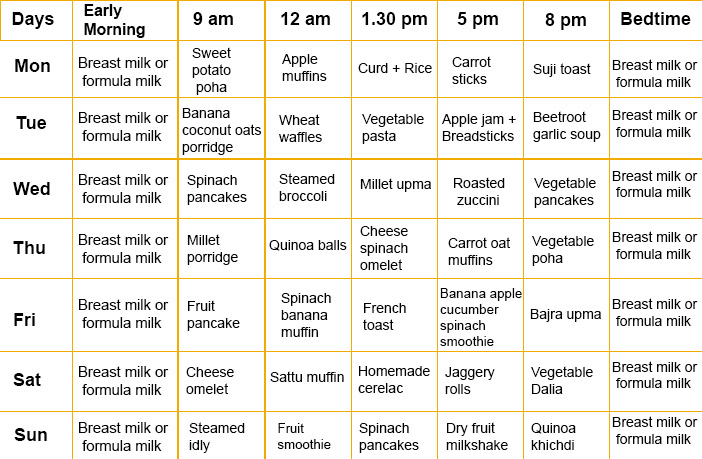 Days Early Morning 9 am 12 am 1.30 pm 5 pm 8 pm Bedtime
Mon Breast milk or formula milk Sweet potato poha Apple muffins Curd + Rice Carrot sticks Suji toast Breast milk or formula milk
Tue Breast milk or formula milk Banana coconut oats porridge Wheat waffles Vegetable pasta Apple jam + Breadsticks Beetroot garlic soup Breast milk or formula milk
Wed Breast milk or formula milk Spinach pancakes Steamed broccoli Millet upma Roasted zuccini Vegetable pancakes Breast milk or formula milk
Thu Breast milk or formula milk Millet porridge Quinoa balls Cheese spinach omelet Carrot oat muffins Vegetable poha Breast milk or formula milk
Fri Breast milk or formula milk Fruit pancake Spinach banana muffin French toast Banana apple cucumber spinach smoothie Bajra upma Breast milk or formula milk
Sat Breast milk or formula milk Cheese omelet Sattu muffin Homemade cerelac Jaggery rolls Vegetable Dalia Breast milk or formula milk
Sun Breast milk or formula milk Steamed idly Fruit smoothie Spinach pancakes Dry fruit milkshake Quinoa khichdi Breast milk or formula milk